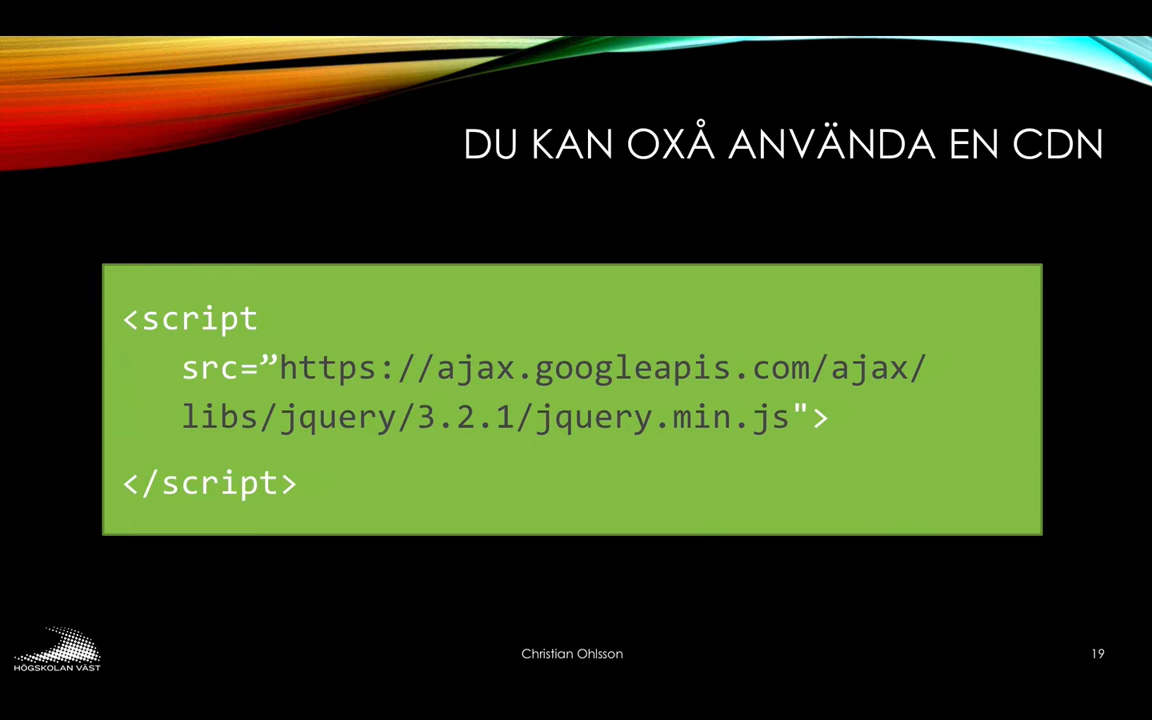 DU KAN OXÅ ANVÄNDA EN CDN
<script
src=”https://ajax.googleapis.com/ajax/
libs/jquery/3.2.1/jquery.min.js">
</script>
HÖGSKOLAN VÄST
Christian Ohlsson
19